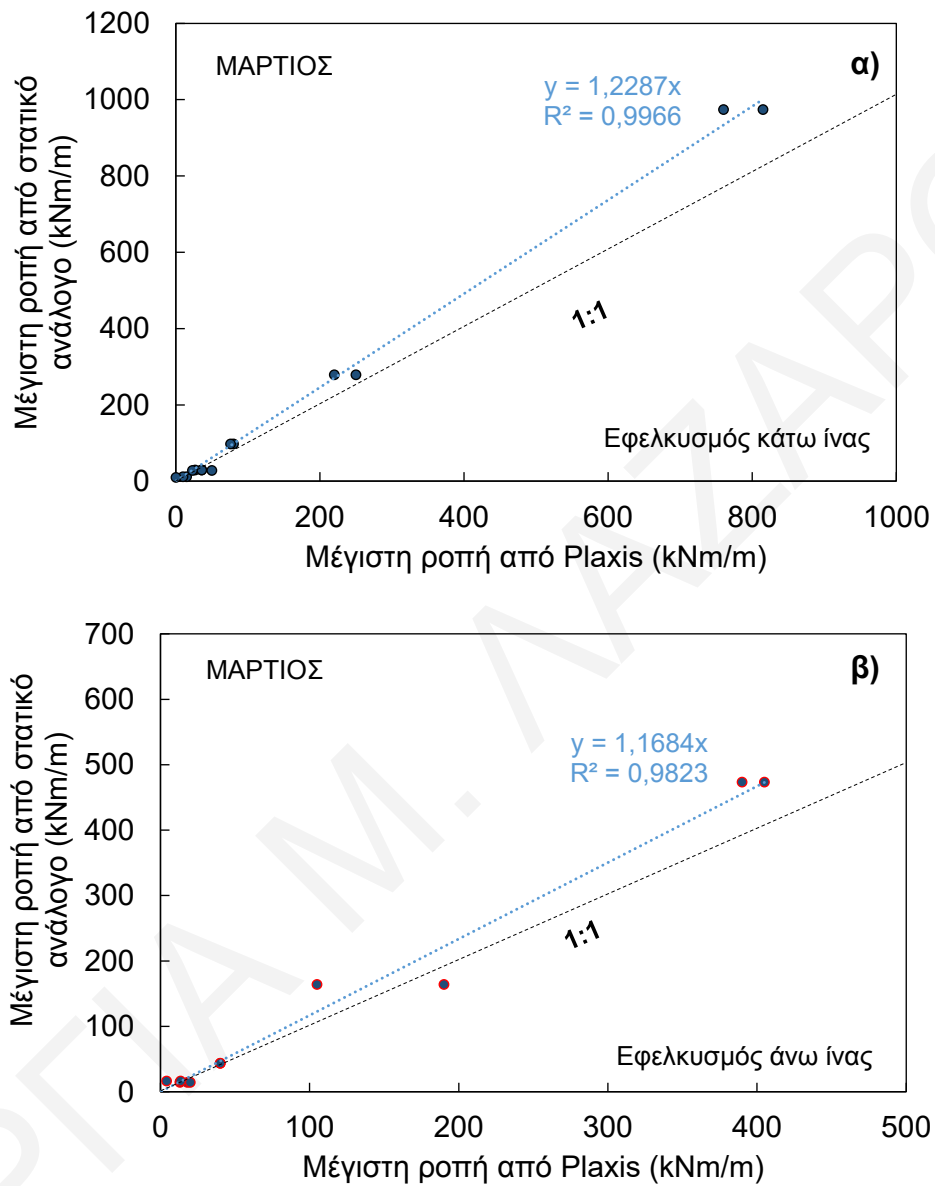 1200
1000
800
600
400
200
0
0
200
400
600
800
1000
Μέγιστη ροπή από στατικό
ανάλογο (kNm/m)
Μέγιστη ροπή από Plaxis (kNm/m)
ΜΑΡΤΙΟΣ
α)
y = 1,2287x
R² = 0,9966
1:1
Εφελκυσμός κάτω ίνας
700
600
500
400
300
200
100
0
0
100
200
300
400
500
Μέγιστη ροπή από στατικό
ανάλογο (kNm/m)
Μέγιστη ροπή από Plaxis (kNm/m)
ΜΑΡΤΙΟΣ
β)
y = 1,1684x
R² = 0,9823
1:1
Εφελκυσμός άνω ίνας
Μ.